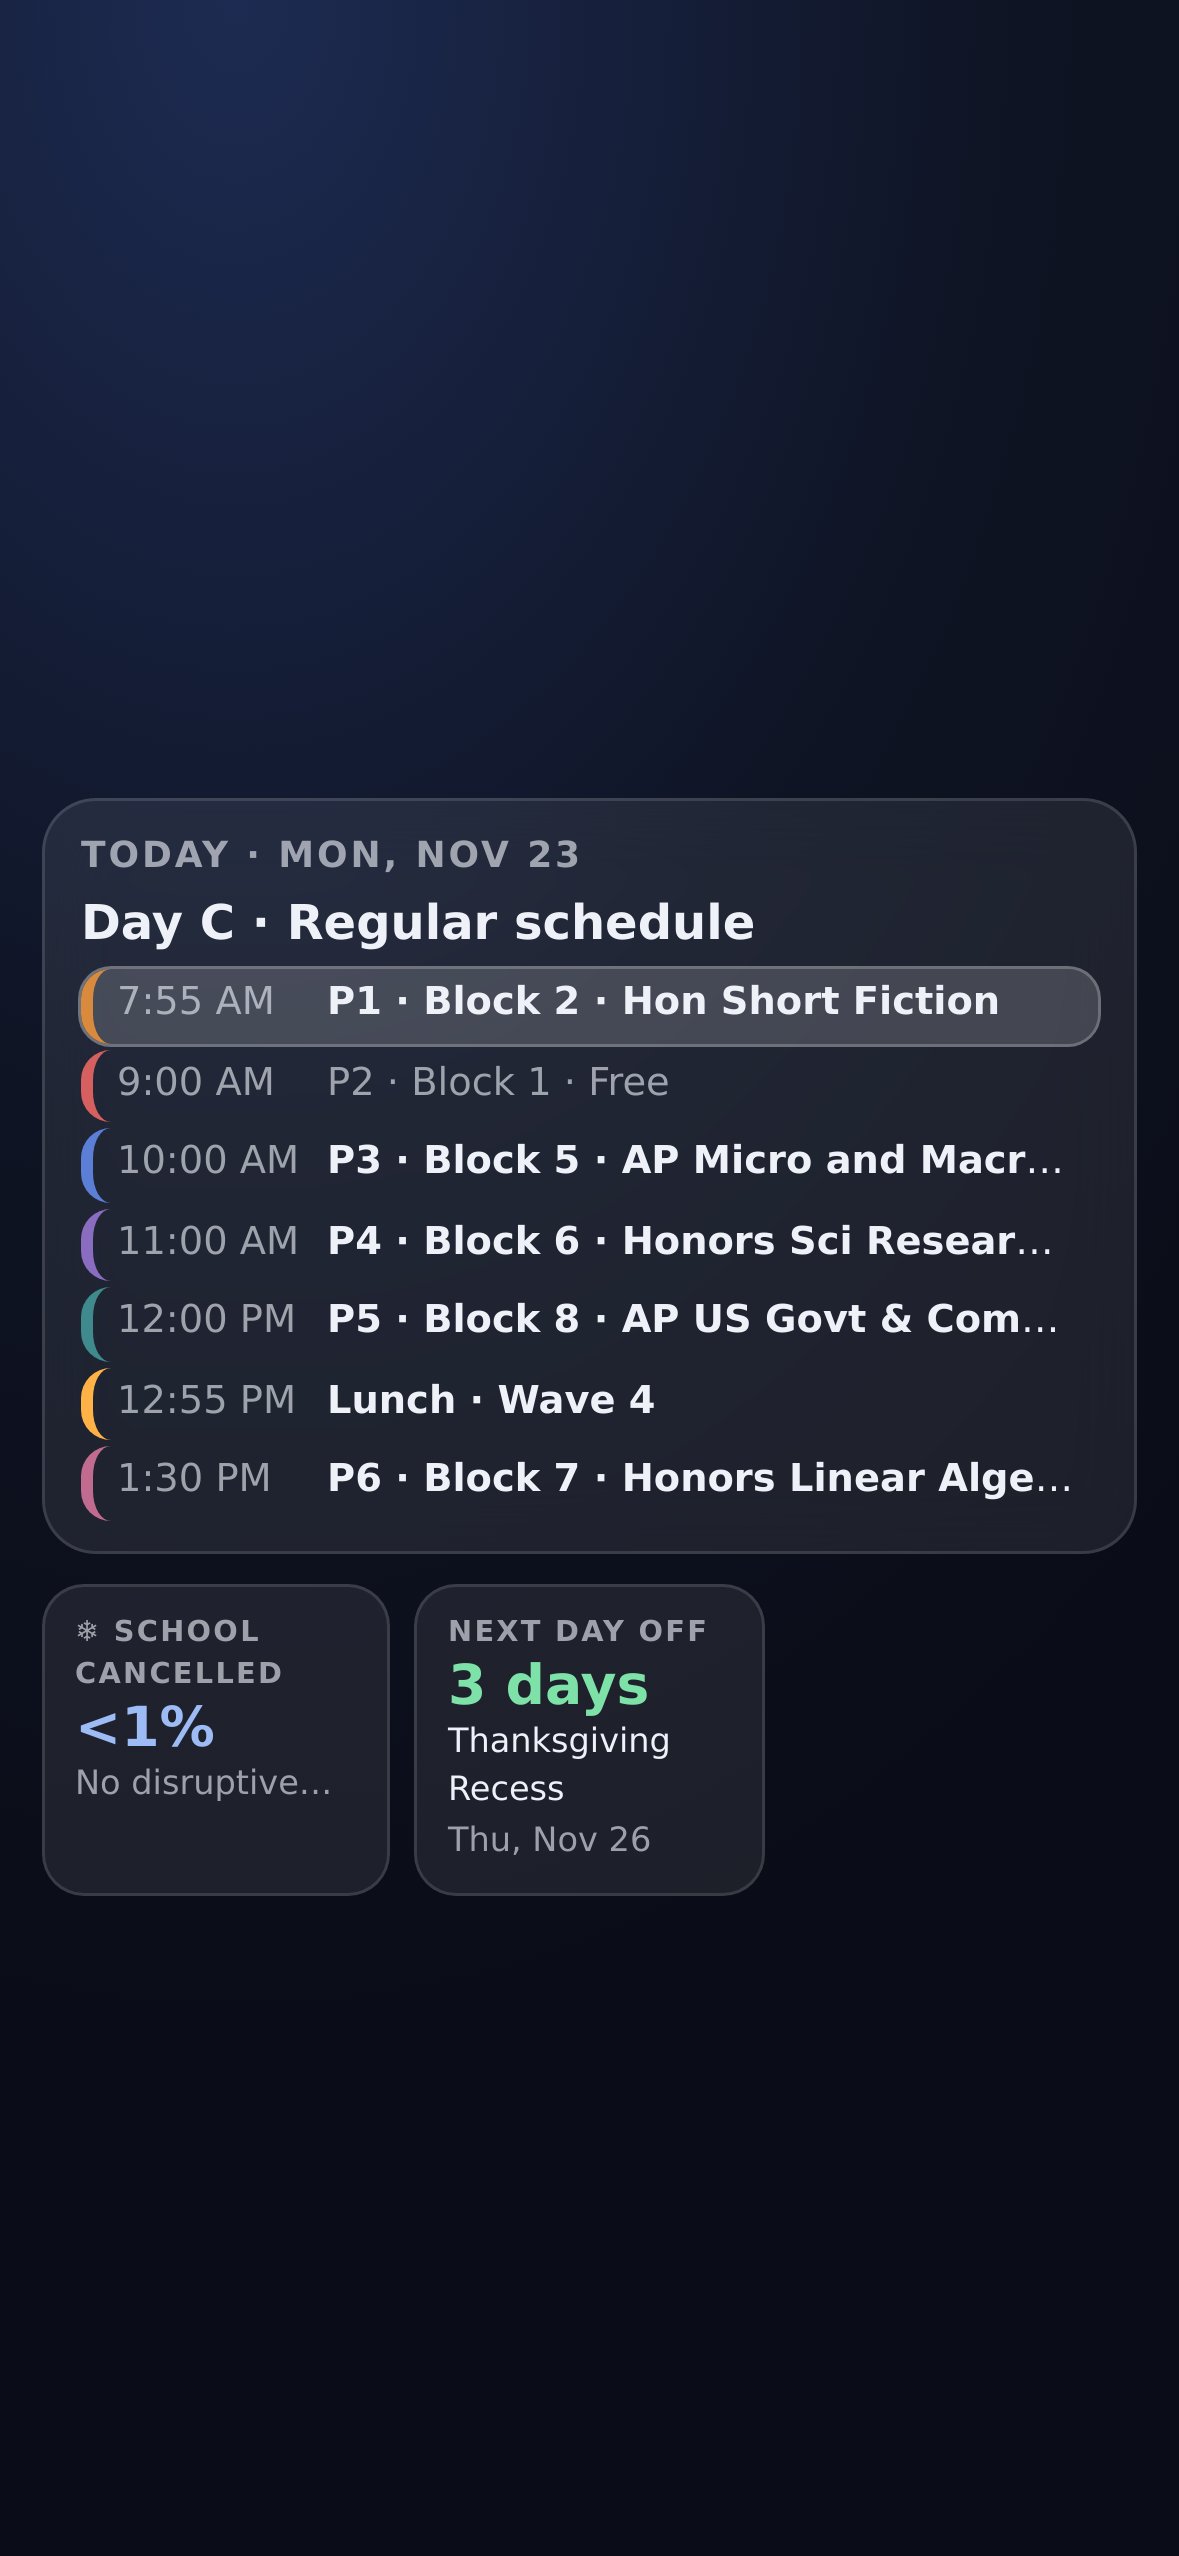 TODAY · MON, NOV 23
Day C · Regular schedule
7:55 AM P1 · Block 2 · Hon Short Fiction
9:00 AM P2 · Block 1 · Free
10:00 AM P3 · Block 5 · AP Micro and Macr...
11:00 AM P4 · Block 6 · Honors Sci Resear...
12:00 PM P5 · Block 8 · AP US Govt & Com...
12:55 PM Lunch · Wave 4
1:30 PM P6 · Block 7 · Honors Linear Alge...
❄ SCHOOL
CANCELLED
<1%
No disruptive...
NEXT DAY OFF
3 days
Thanksgiving
Recess
Thu, Nov 26